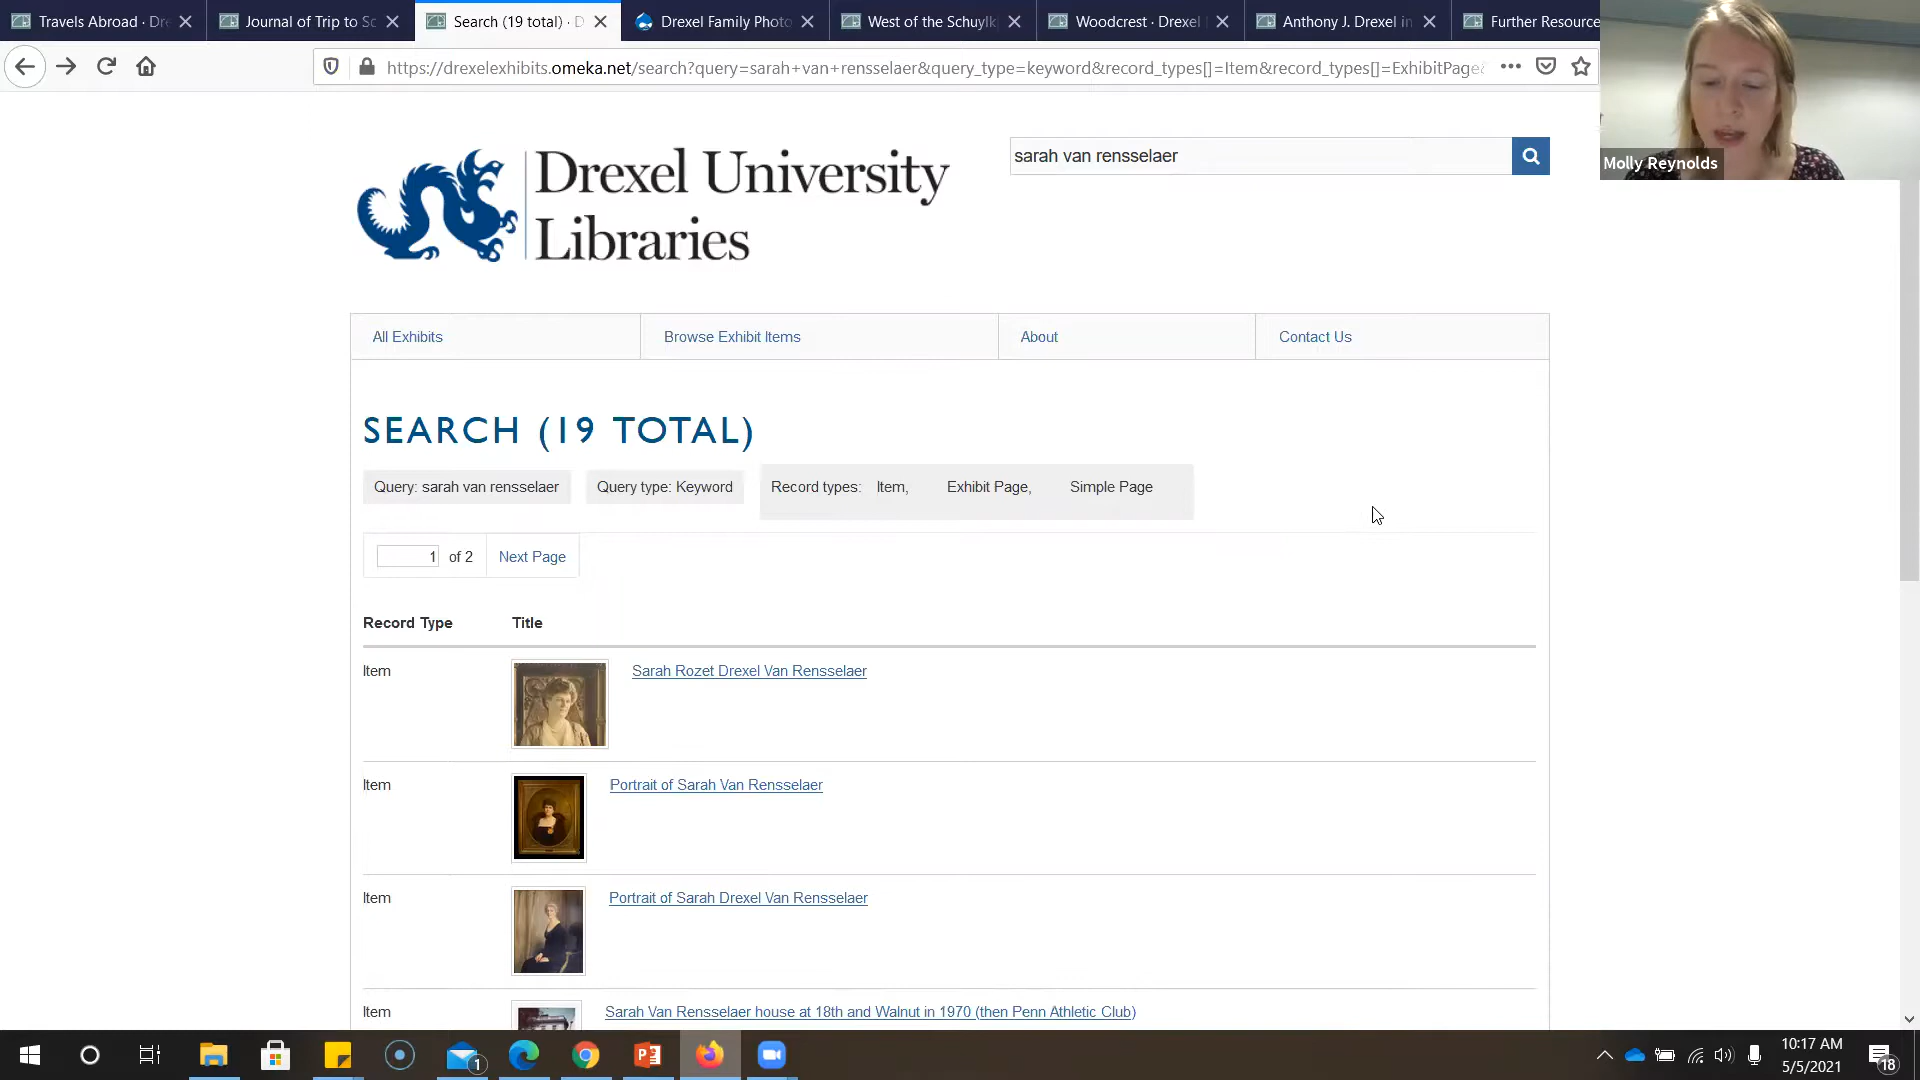 Travels Abroad · Dre
Journal of Trip to Sc
Search (19 total) · D
Drexel Family Photo
West of the Schuylk
Woodcrest · Drexel
Anthony J. Drexel in
Further Resource
https://drexelexhibits.omeka.net/search?query=sarah+van+rensselaer&query_type=keyword&record_types[]=Item&record_types[]=ExhibitPage&
Molly Reynolds
Drexel University
Libraries
sarah van rensselaer
All Exhibits
Browse Exhibit Items
About
Contact Us
SEARCH (19 TOTAL)
Query: sarah van rensselaer
Query type: Keyword
Record types: Item, Exhibit Page, Simple Page
1 of 2 Next Page
Record Type Title
Item Sarah Rozet Drexel Van Rensselaer
Item Portrait of Sarah Van Rensselaer
Item Portrait of Sarah Drexel Van Rensselaer
Item Sarah Van Rensselaer house at 18th and Walnut in 1970 (then Penn Athletic Club)
1
10:17 AM
5/5/2021
18